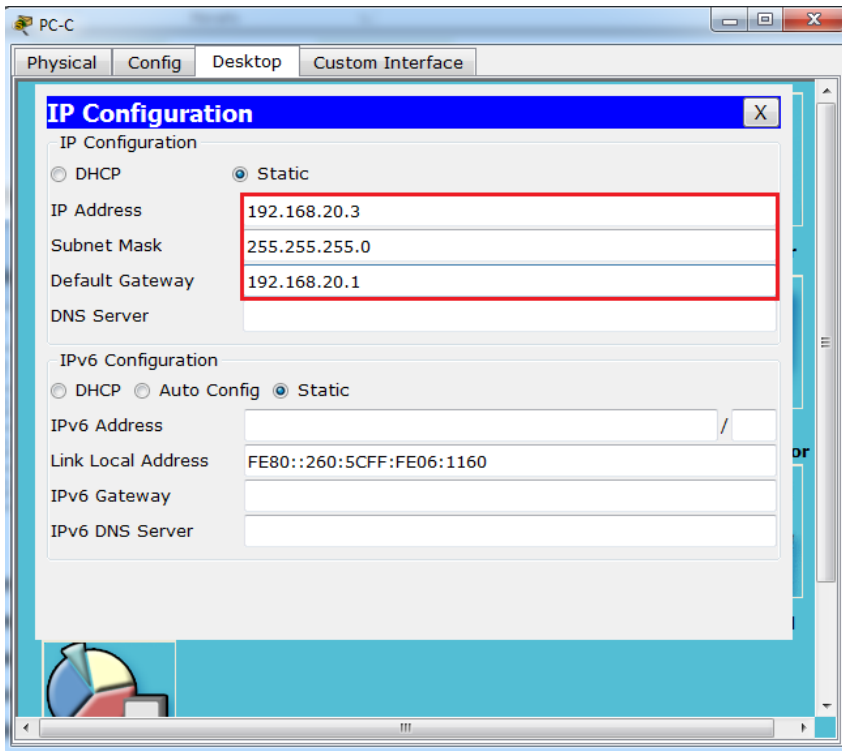 PC-C
X
Physical Config Desktop Custom Interface
IP Configuration X
IP Configuration
DHCP Static
IP Address 192.168.20.3
Subnet Mask 255.255.255.0
Default Gateway 192.168.20.1
DNS Server
IPv6 Configuration
DHCP Auto Config Static
IPv6 Address /
Link Local Address FE80::260:5CFF:FE06:1160
or
IPv6 Gateway
IPv6 DNS Server